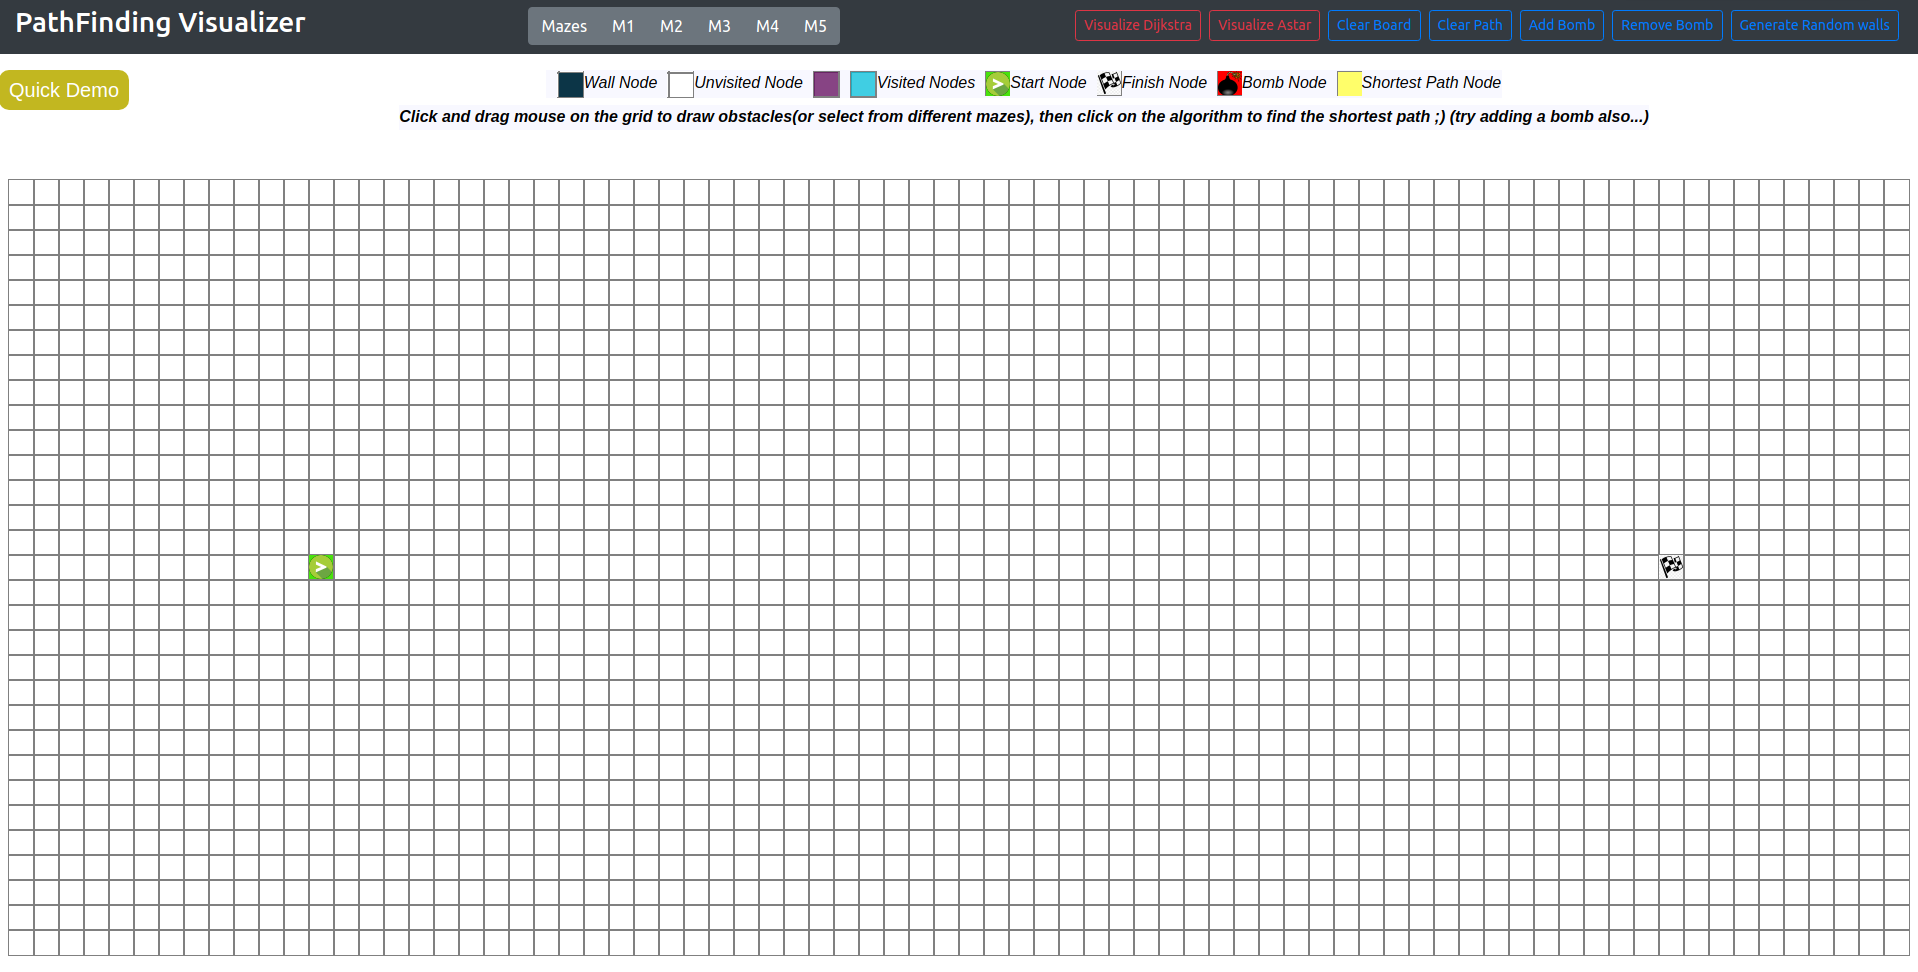 PathFinding Visualizer
Mazes M1 M2 M3 M4 M5
Visualize Dijkstra Visualize Astar Clear Board Clear Path Add Bomb Remove Bomb Generate Random walls
Quick Demo
Wall Node Unvisited Node Visited Nodes Start Node Finish Node Bomb Node Shortest Path Node
Click and drag mouse on the grid to draw obstacles(or select from different mazes), then click on the algorithm to find the shortest path ;) (try adding a bomb also...)